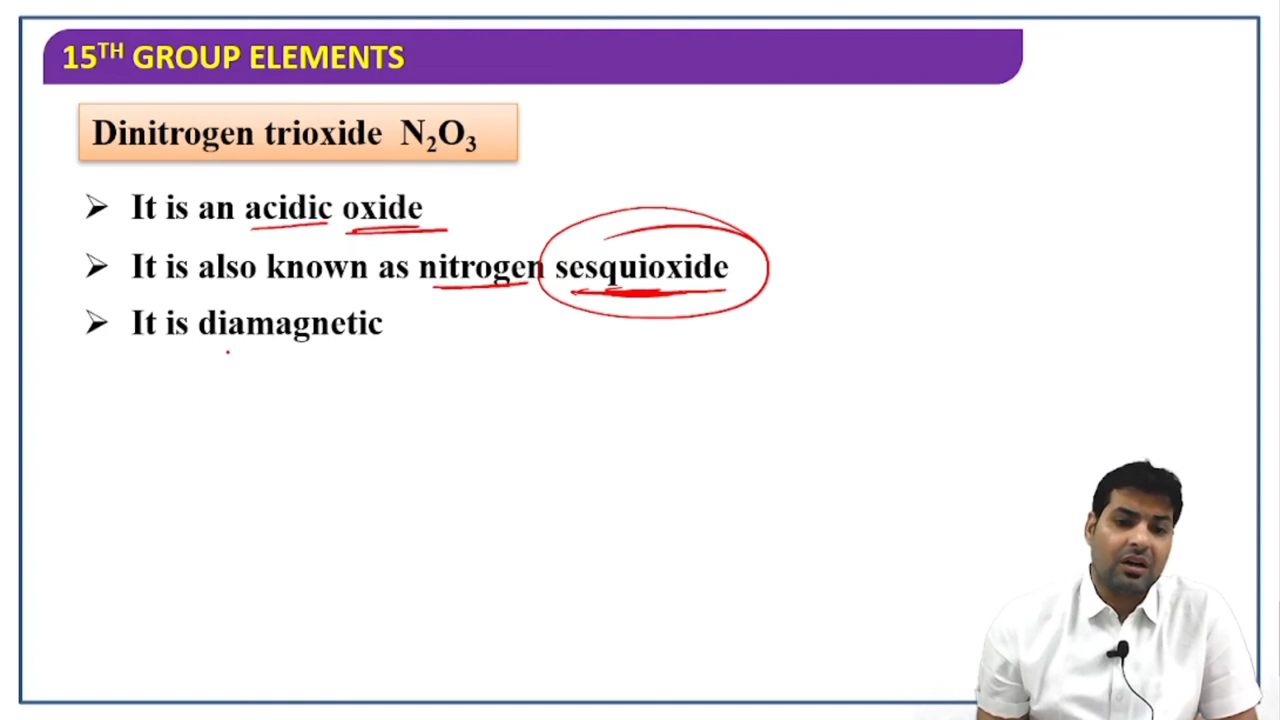 15TH GROUP ELEMENTS
Dinitrogen trioxide N₂O₃
➢ It is an acidic oxide
➢ It is also known as nitrogen sesquioxide
➢ It is diamagnetic